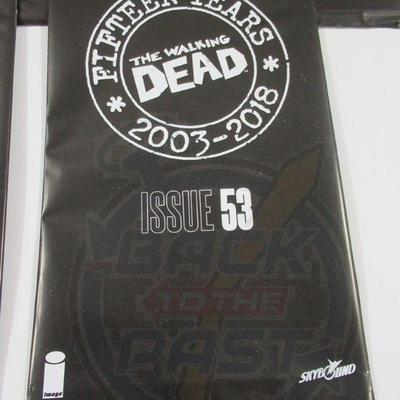 FIFTEEN YEARS
THE WALKING
DEAD
* 2003-2018 *
ISSUE 53
BACK
TO THE
PAST
Image
SKYBOUND